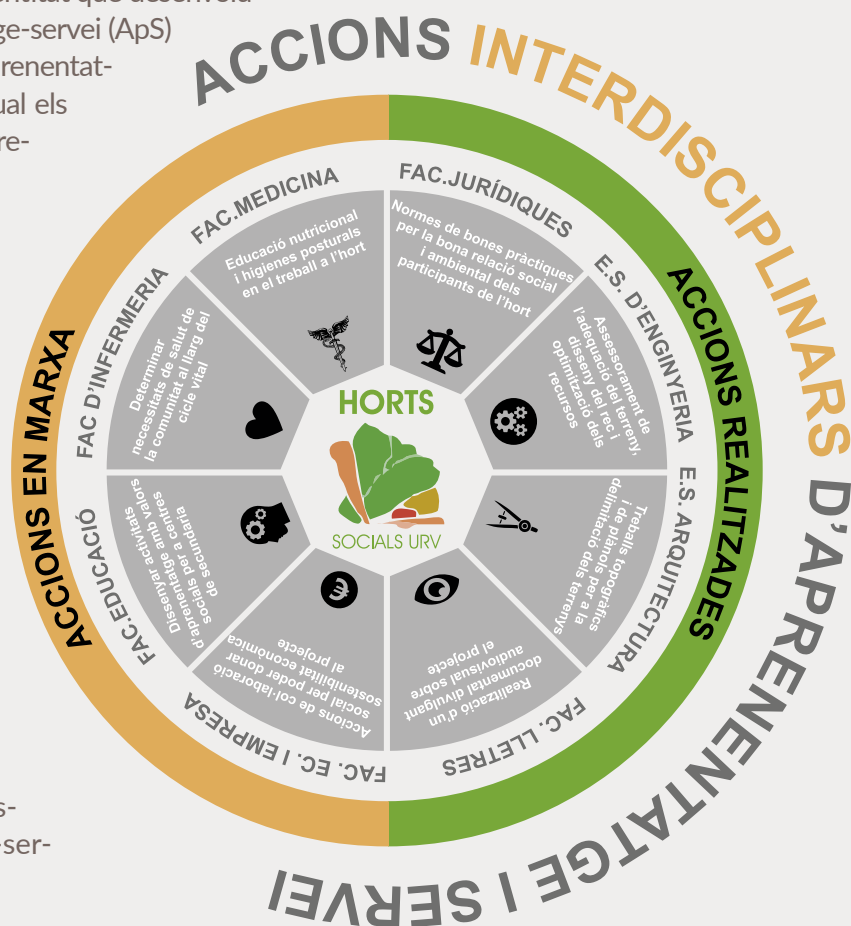 entitat que desenvolu
ge-servei (ApS)
renentat-
ual els
re-
ACCIONS INTERDISCIPLINARS D'APRENENTATGE I SERVEI
ACCIONS REALITZADES
FAC.JURÍDIQUES
Normes de bones pràctiques
per la bona relació social
i ambiental dels
participants de l'hort
E.S. D'ENGINYERIA
Assessorament de
l'adequació del terreny,
disseny del rec i
optimització dels
recursos
E.S. ARQUITECTURA
Treballs topogràfics
i de plànols per a la
delimitació dels terrenys
FAC. LLETRES
Realització d'un
documental divulgant
audiovisual sobre
el projecte
ACCIONS EN MARXA
FAC. EC. I EMPRESA
Accions de col·laboració
social per poder donar
sostenibilitat econòmica
al projecte
FAC.EDUCACIÓ
Dissenyar activitats
d'aprenentatge amb valors
socials per a centres
de secundaria
FAC D'INFERMERIA
Determinar
necessitats de salut de
la comunitat al llarg del
cicle vital
FAC.MEDICINA
Educació nutricional
i higienes posturals
en el treball a l'hort
HORTS
SOCIALS URV
s-
-ser-